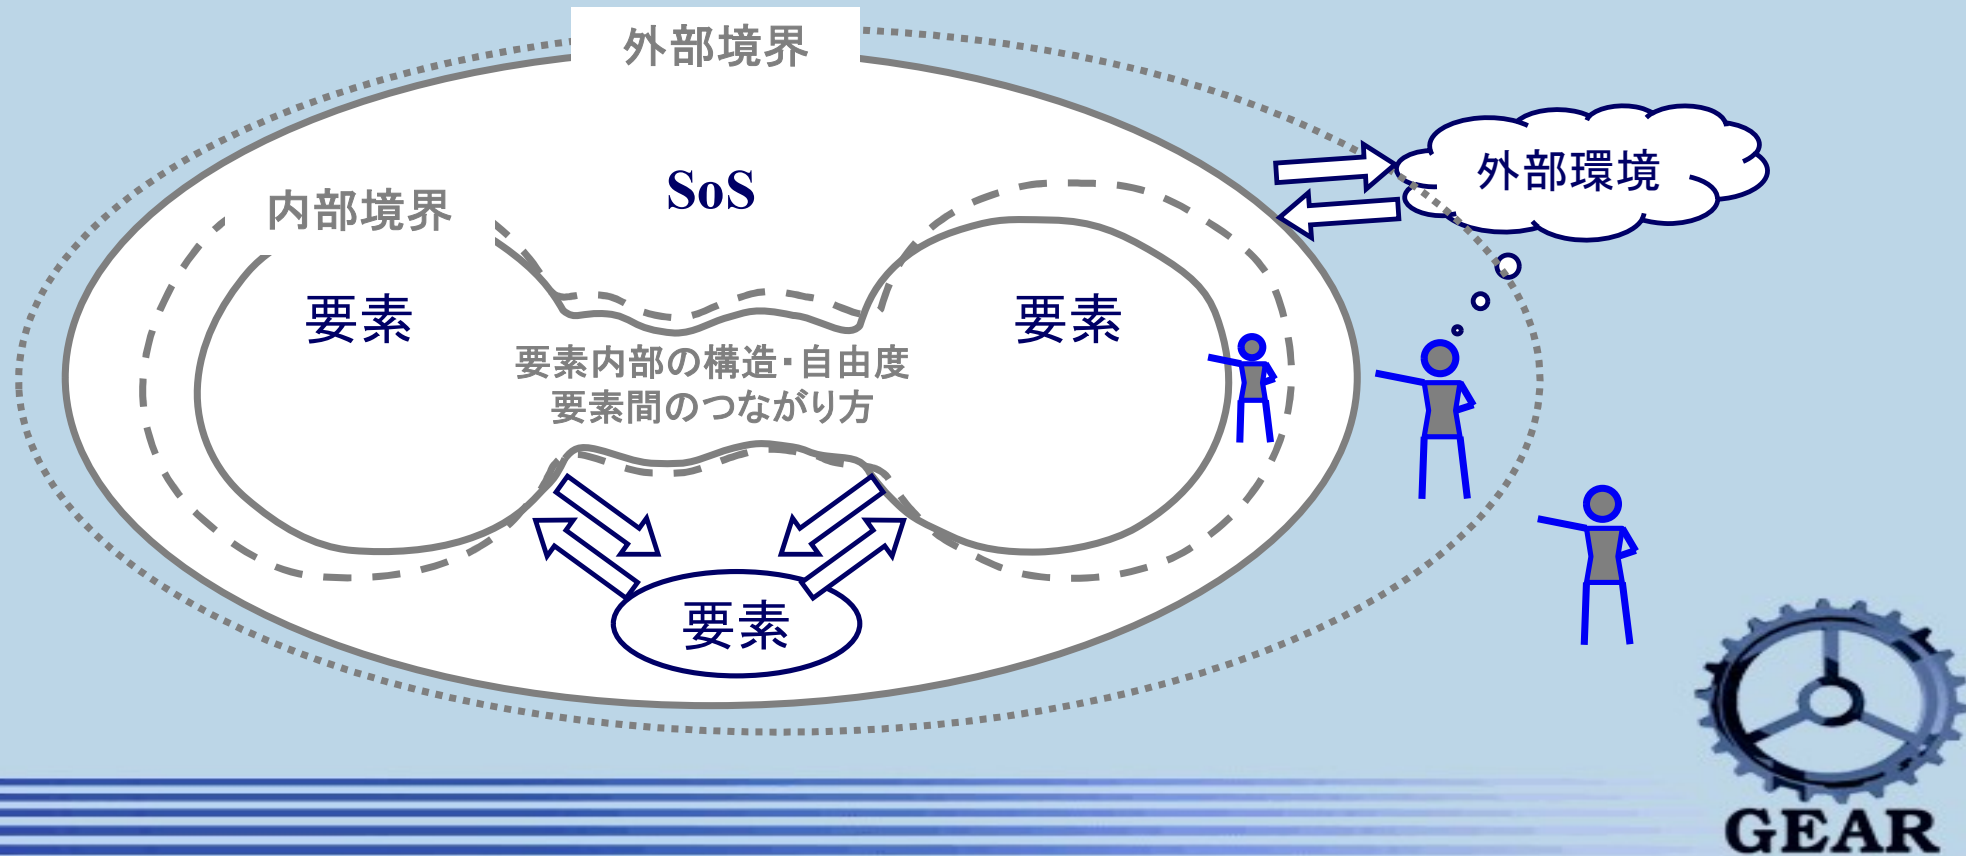 外部境界
SoS
外部環境
内部境界
要素
要素
要素内部の構造・自由度
要素間のつながり方
要素
GEAR